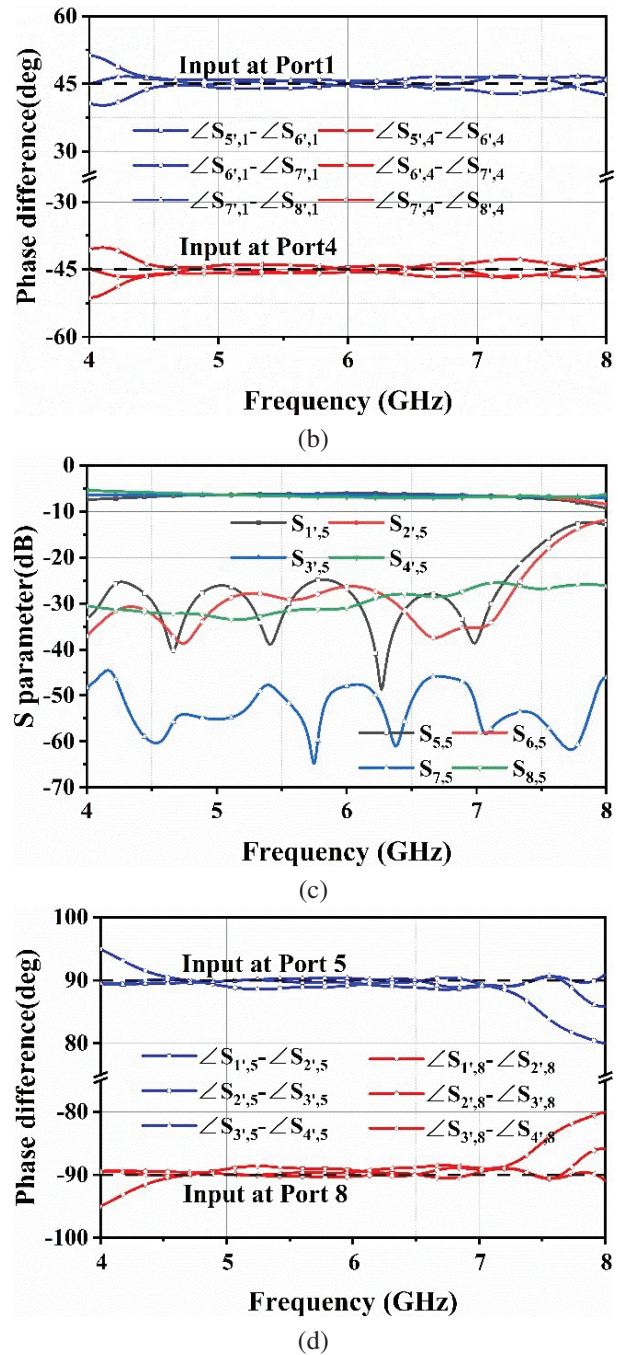 60
Input at Port1
45
∠S5',1-∠S6',1 ∠S5',4-∠S6',4
30
∠S6',1-∠S7',1 ∠S6',4-∠S7',4
-30
∠S7',1-∠S8',1 ∠S7',4-∠S8',4
Input at Port4
-45
-60
4 5 6 7 8
Phase difference(deg)
Frequency (GHz)
(b)
0
-10
S1',5 S2',5
-20
S3',5 S4',5
-30
-40
-50
-60
S5,5 S6,5
S7,5 S8,5
-70
4 5 6 7 8
S parameter(dB)
Frequency (GHz)
(c)
100
Input at Port 5
90
80
∠S1',5-∠S2',5 ∠S1',8-∠S2',8
∠S2',5-∠S3',5 ∠S2',8-∠S3',8
-80
∠S3',5-∠S4',5 ∠S3',8-∠S4',8
-90
Input at Port 8
-100
4 5 6 7 8
Phase difference(deg)
Frequency (GHz)
(d)